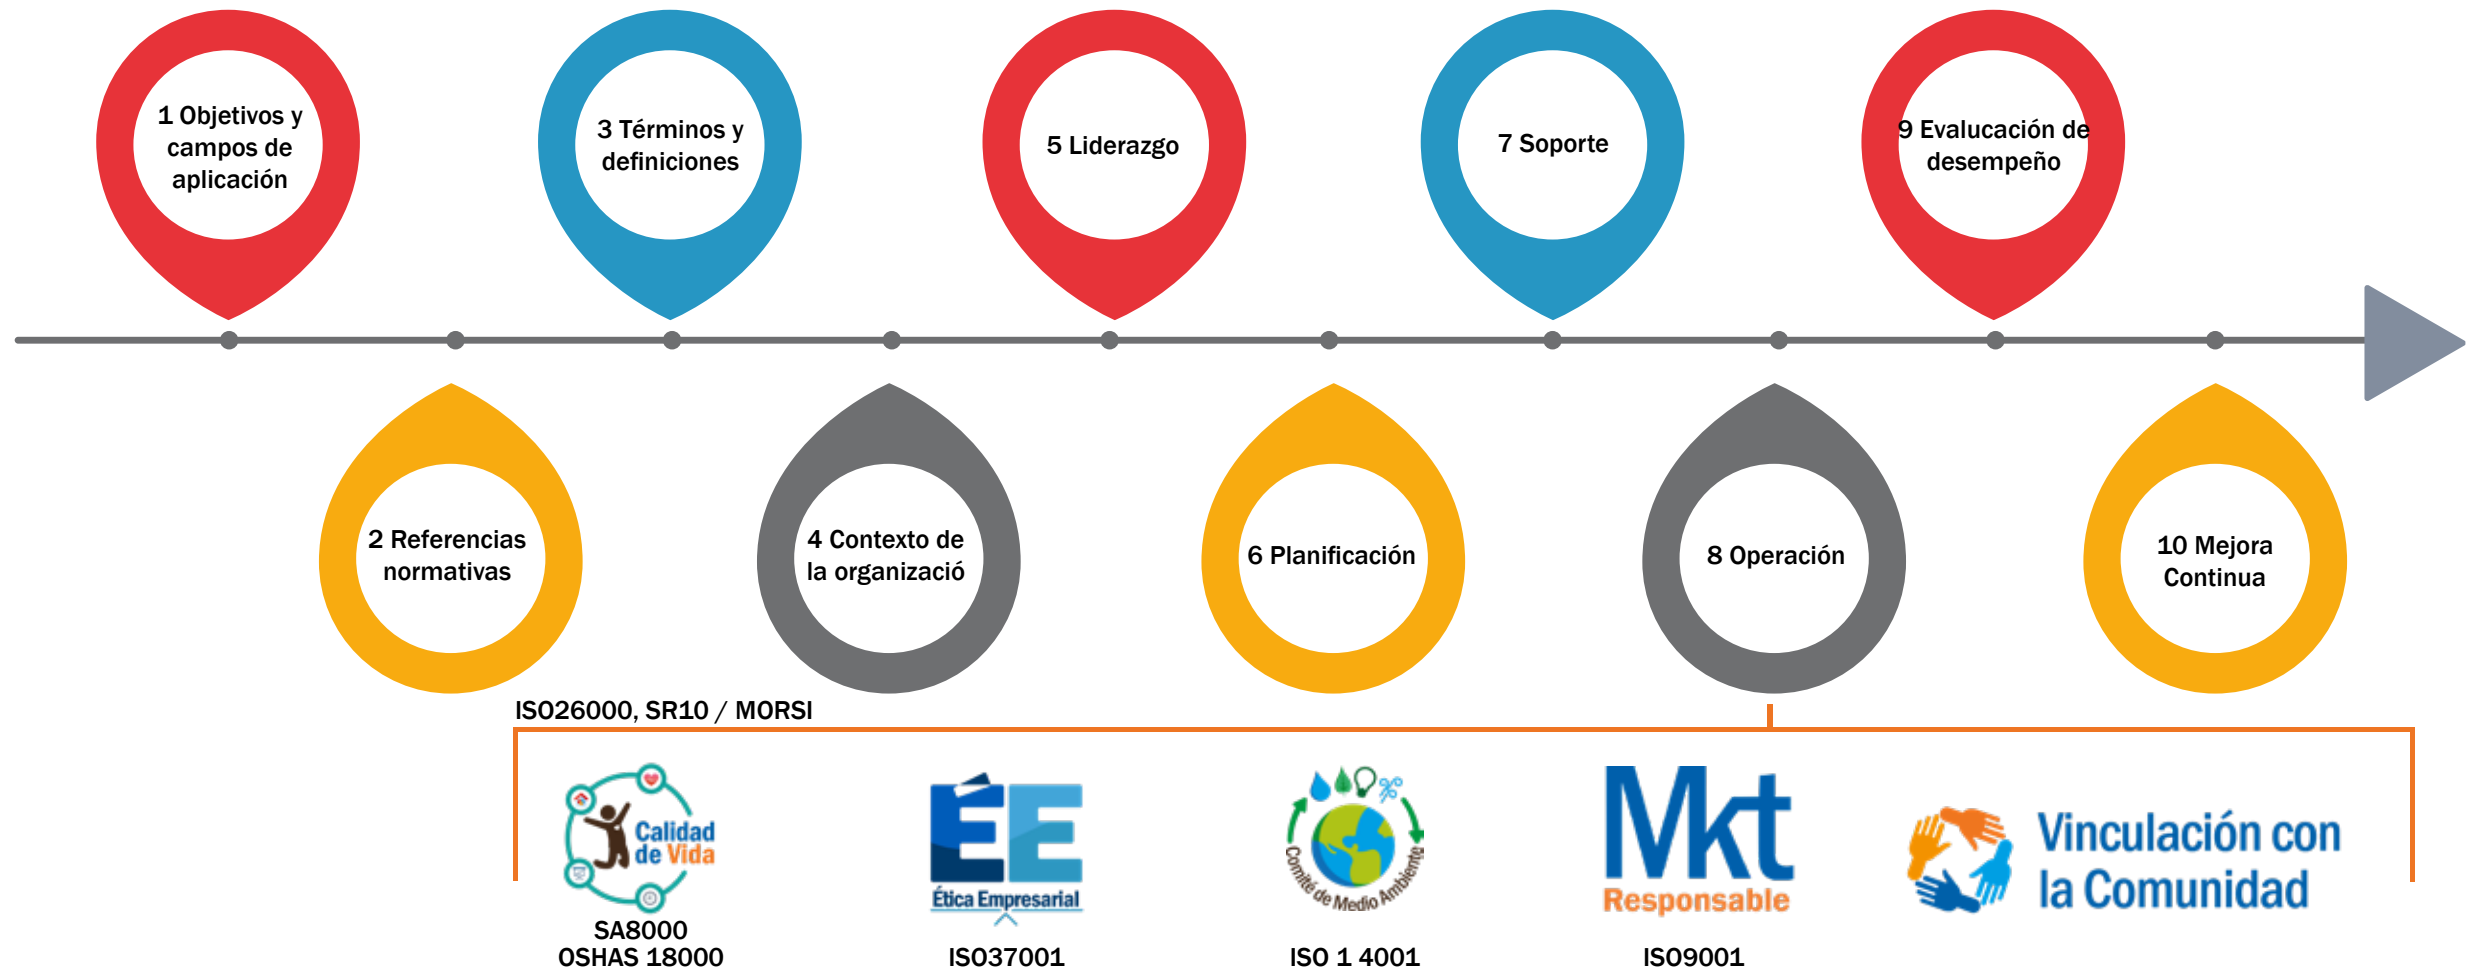 1 Objetivos y
campos de
aplicación
3 Términos y
definiciones
5 Liderazgo
7 Soporte
9 Evalucación de
desempeño
2 Referencias
normativas
4 Contexto de
la organizació
6 Planificación
8 Operación
10 Mejora
Continua
ISO26000, SR10 / MORSI
Calidad
de Vida
SA8000
OSHAS 18000
ÉE
Ética Empresarial
ISO37001
Comité de Medio Ambiente
ISO 1 4001
Mkt
Responsable
ISO9001
Vinculación con
la Comunidad